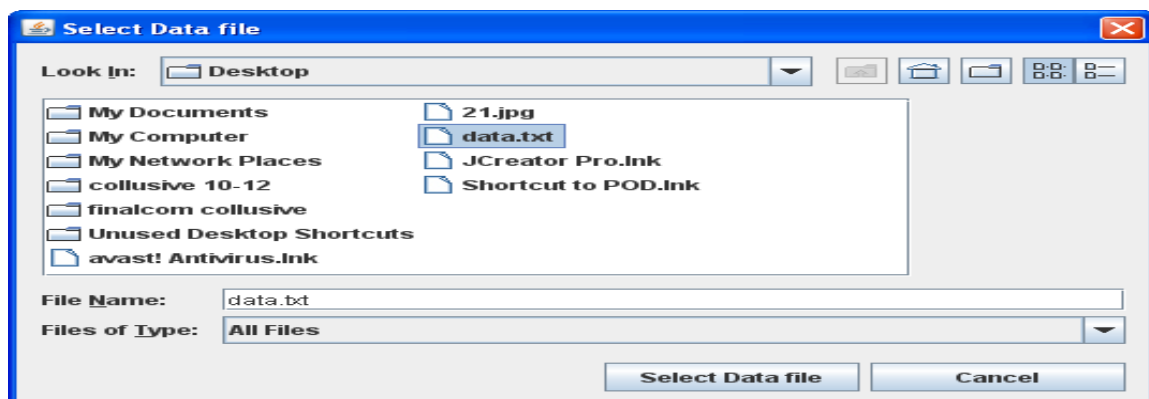 Select Data file
Look In: Desktop
My Documents
My Computer
My Network Places
collusive 10-12
finalcom collusive
Unused Desktop Shortcuts
avast! Antivirus.lnk
21.jpg
data.txt
JCreator Pro.lnk
Shortcut to POD.lnk
File Name: data.txt
Files of Type: All Files
Select Data file Cancel